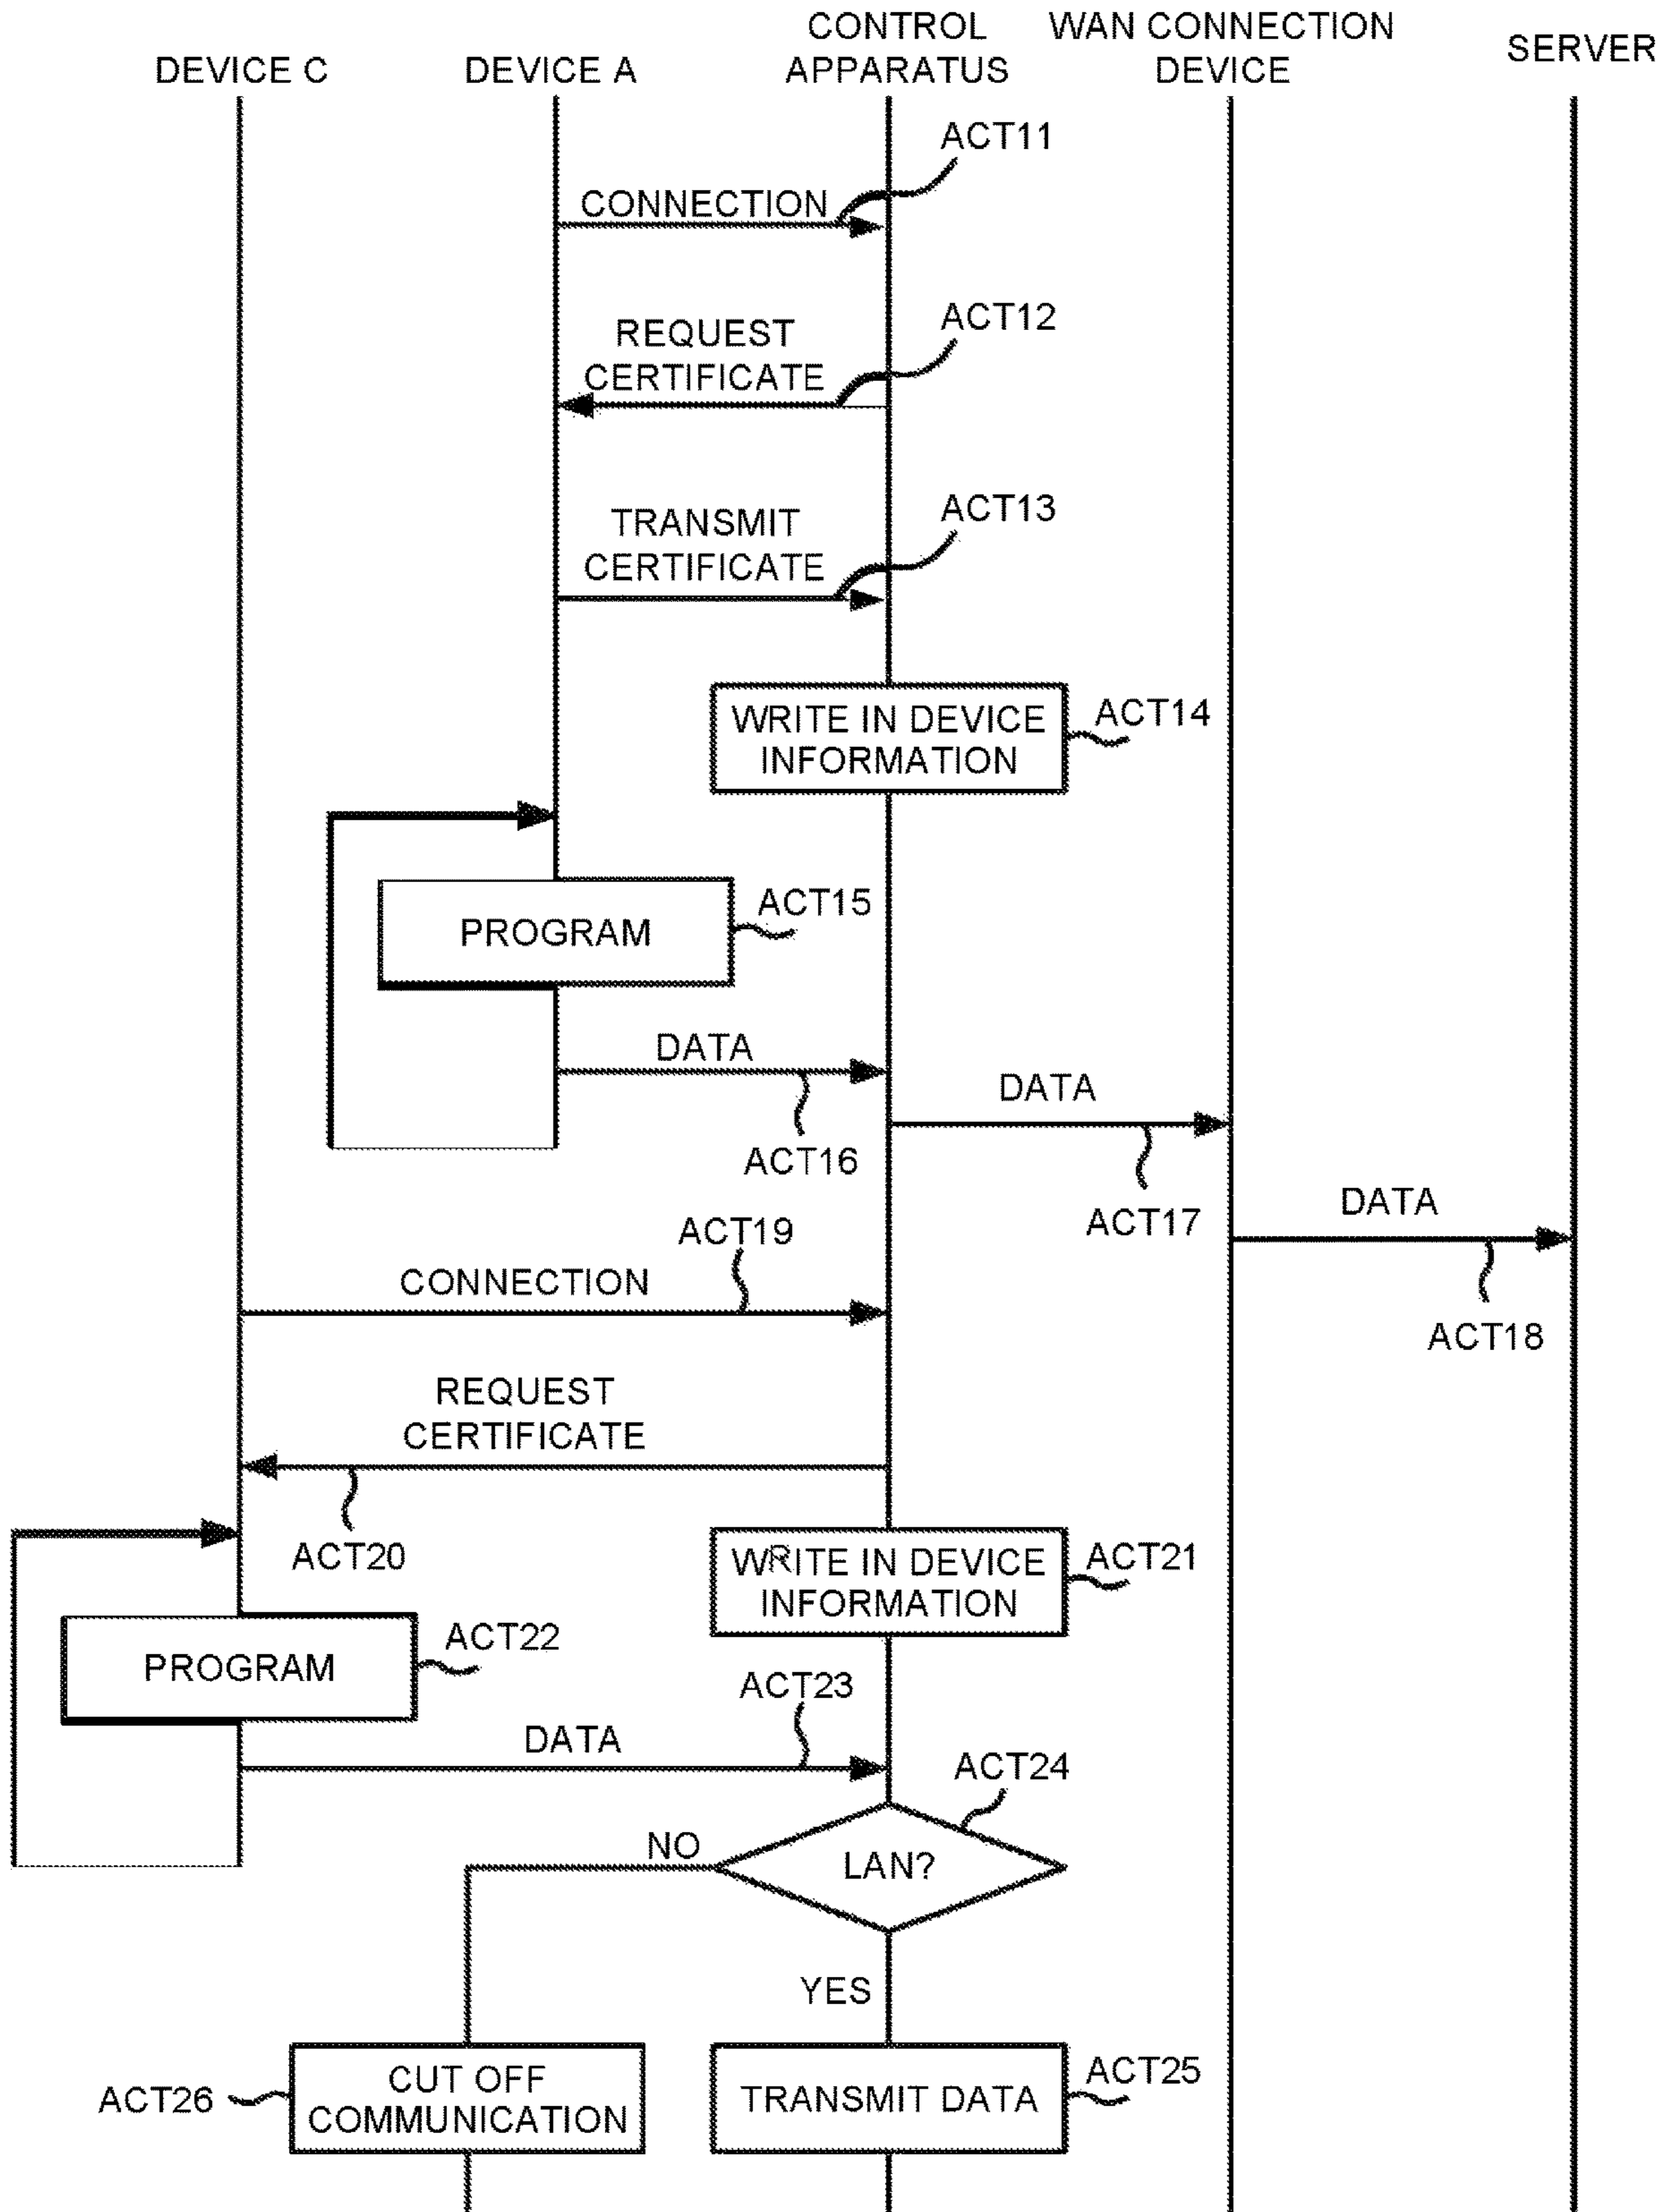 DEVICE C
DEVICE A
CONTROL
APPARATUS
WAN CONNECTION
DEVICE
SERVER
ACT11
CONNECTION
ACT12
REQUEST
CERTIFICATE
ACT13
TRANSMIT
CERTIFICATE
WRITE IN DEVICE
INFORMATION
ACT14
PROGRAM
ACT15
DATA
ACT16
DATA
ACT17
DATA
ACT18
ACT19
CONNECTION
REQUEST
CERTIFICATE
ACT20
WRITE IN DEVICE
INFORMATION
ACT21
PROGRAM
ACT22
ACT23
DATA
ACT24
LAN?
NO
YES
CUT OFF
COMMUNICATION
ACT26
TRANSMIT DATA
ACT25